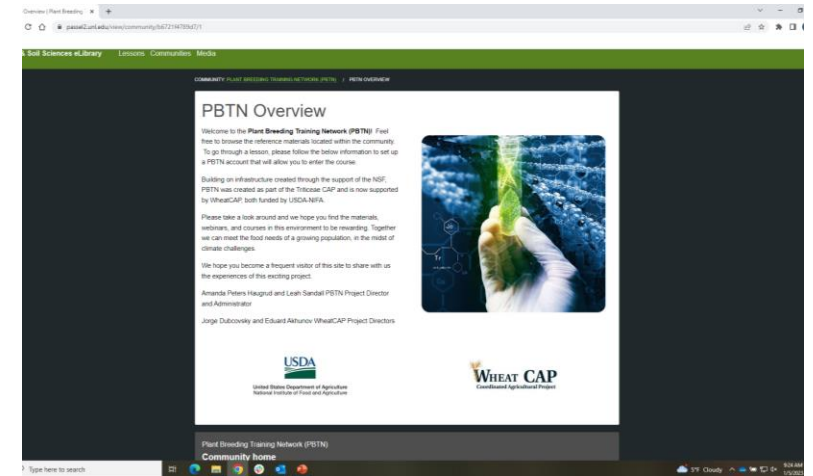 Overview | Plant Breeding
passel2.unl.edu/view/community/b6721f4789d7/1
& Soil Sciences eLibrary Lessons Communities Media
COMMUNITY: PLANT BREEDING TRAINING NETWORK (PBTN) | PBTN OVERVIEW
PBTN Overview
Welcome to the Plant Breeding Training Network (PBTN)! Feel
free to browse the reference materials located within the community.
To go through a lesson, please follow the below information to set up
a PBTN account that will allow you to enter the course.
Building on infrastructure created through the support of the NSF,
PBTN was created as part of the Triticeae CAP and is now supported
by WheatCAP, both funded by USDA-NIFA.
Please take a look around and we hope you find the materials,
webinars, and courses in this environment to be rewarding. Together
we can meet the food needs of a growing population, in the midst of
climate challenges.
We hope you become a frequent visitor of this site to share with us
the experiences of this exciting project.
Amanda Peters Haugrud and Leah Sandall PBTN Project Director
and Administrator
Jorge Dubcovsky and Eduard Akhunov WheatCAP Project Directors
USDA
United States Department of Agriculture
National Institute of Food and Agriculture
WHEAT CAP
Coordinated Agricultural Project
Plant Breeding Training Network (PBTN)
Community home
Type here to search
Cloudy
9:28 AM